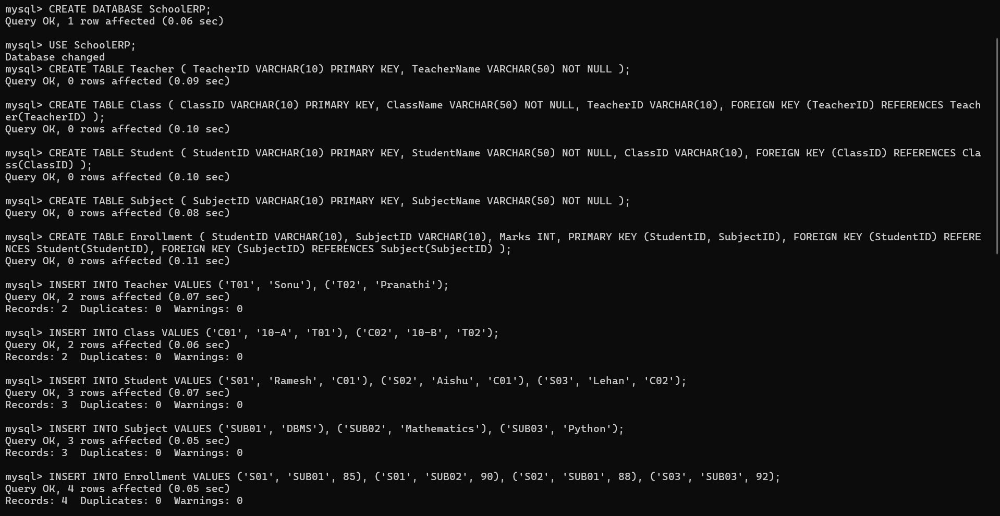 mysql> CREATE DATABASE SchoolERP;
Query OK, 1 row affected (0.06 sec)
mysql> USE SchoolERP;
Database changed
mysql> CREATE TABLE Teacher ( TeacherID VARCHAR(10) PRIMARY KEY, TeacherName VARCHAR(50) NOT NULL );
Query OK, 0 rows affected (0.09 sec)
mysql> CREATE TABLE Class ( ClassID VARCHAR(10) PRIMARY KEY, ClassName VARCHAR(50) NOT NULL, TeacherID VARCHAR(10), FOREIGN KEY (TeacherID) REFERENCES Teach
er(TeacherID) );
Query OK, 0 rows affected (0.10 sec)
mysql> CREATE TABLE Student ( StudentID VARCHAR(10) PRIMARY KEY, StudentName VARCHAR(50) NOT NULL, ClassID VARCHAR(10), FOREIGN KEY (ClassID) REFERENCES Cla
ss(ClassID) );
Query OK, 0 rows affected (0.10 sec)
mysql> CREATE TABLE Subject ( SubjectID VARCHAR(10) PRIMARY KEY, SubjectName VARCHAR(50) NOT NULL );
Query OK, 0 rows affected (0.08 sec)
mysql> CREATE TABLE Enrollment ( StudentID VARCHAR(10), SubjectID VARCHAR(10), Marks INT, PRIMARY KEY (StudentID, SubjectID), FOREIGN KEY (StudentID) REFERE
NCES Student(StudentID), FOREIGN KEY (SubjectID) REFERENCES Subject(SubjectID) );
Query OK, 0 rows affected (0.11 sec)
mysql> INSERT INTO Teacher VALUES ('T01', 'Sonu'), ('T02', 'Pranathi');
Query OK, 2 rows affected (0.07 sec)
Records: 2  Duplicates: 0  Warnings: 0
mysql> INSERT INTO Class VALUES ('C01', '10-A', 'T01'), ('C02', '10-B', 'T02');
Query OK, 2 rows affected (0.06 sec)
Records: 2  Duplicates: 0  Warnings: 0
mysql> INSERT INTO Student VALUES ('S01', 'Ramesh', 'C01'), ('S02', 'Aishu', 'C01'), ('S03', 'Lehan', 'C02');
Query OK, 3 rows affected (0.07 sec)
Records: 3  Duplicates: 0  Warnings: 0
mysql> INSERT INTO Subject VALUES ('SUB01', 'DBMS'), ('SUB02', 'Mathematics'), ('SUB03', 'Python');
Query OK, 3 rows affected (0.05 sec)
Records: 3  Duplicates: 0  Warnings: 0
mysql> INSERT INTO Enrollment VALUES ('S01', 'SUB01', 85), ('S01', 'SUB02', 90), ('S02', 'SUB01', 88), ('S03', 'SUB03', 92);
Query OK, 4 rows affected (0.05 sec)
Records: 4  Duplicates: 0  Warnings: 0